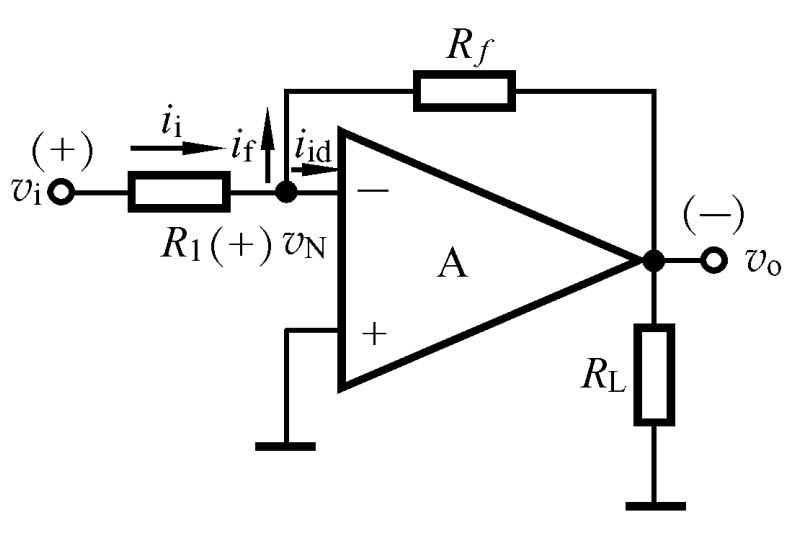 R_f
i_i
i_f
i_id
(+)
v_i
−
R_1 (+) v_N
A
(−)
v_o
+
R_L